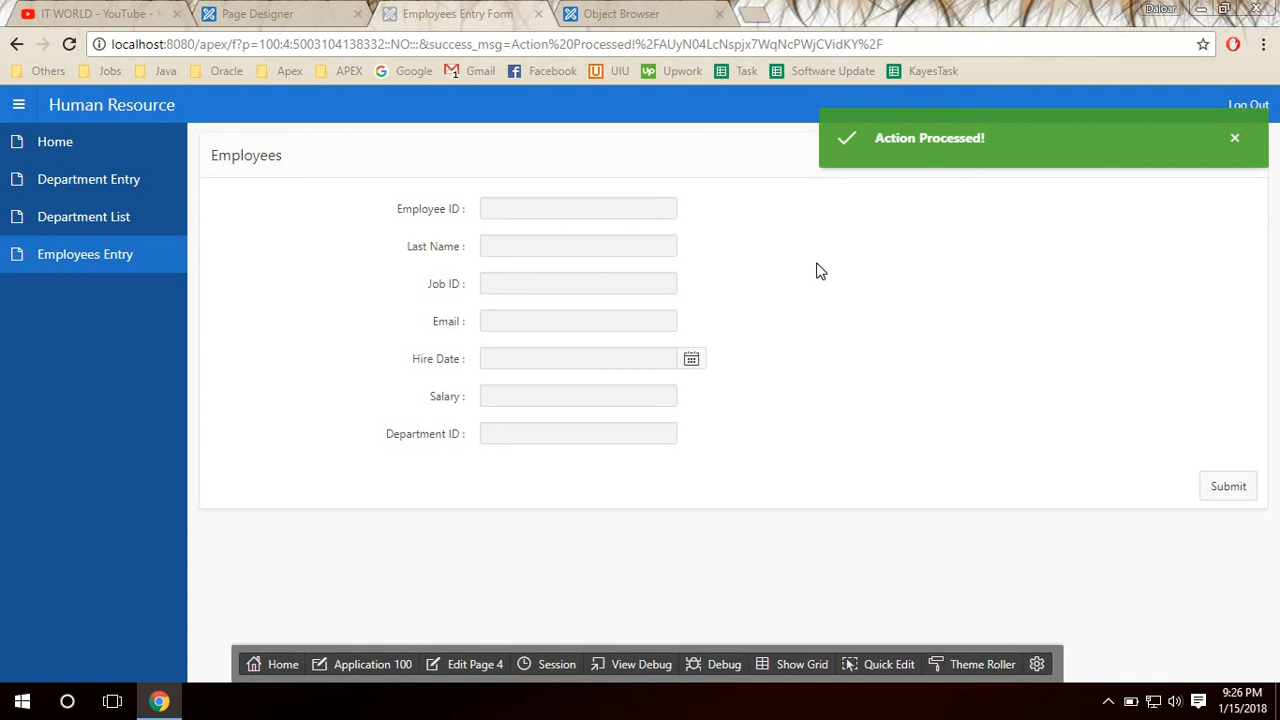 IT WORLD - YouTube -
Page Designer
Employees Entry Form
Object Browser
Daloar
localhost:8080/apex/f?p=100:4:5003104138332::NO:::&success_msg=Action%20Processed!%2FAUyN04LcNspjx7WqNcPWjCVidKY%2F
Others
Jobs
Java
Oracle
Apex
APEX
Google
Gmail
Facebook
UIU
Upwork
Task
Software Update
KayesTask
Human Resource
Log Out
Action Processed!
Home
Department Entry
Department List
Employees Entry
Employees
Employee ID :
Last Name :
Job ID :
Email :
Hire Date :
Salary :
Department ID :
Submit
Home
Application 100
Edit Page 4
Session
View Debug
Debug
Show Grid
Quick Edit
Theme Roller
9:26 PM
1/15/2018